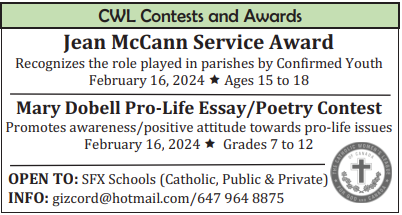 CWL Contests and Awards
Jean McCann Service Award
Recognizes the role played in parishes by Confirmed Youth
February 16, 2024 ★ Ages 15 to 18
Mary Dobell Pro-Life Essay/Poetry Contest
Promotes awareness/positive attitude towards pro-life issues
February 16, 2024 ★ Grades 7 to 12
OPEN TO: SFX Schools (Catholic, Public & Private)
INFO: gizcord@hotmail.com/647 964 8875